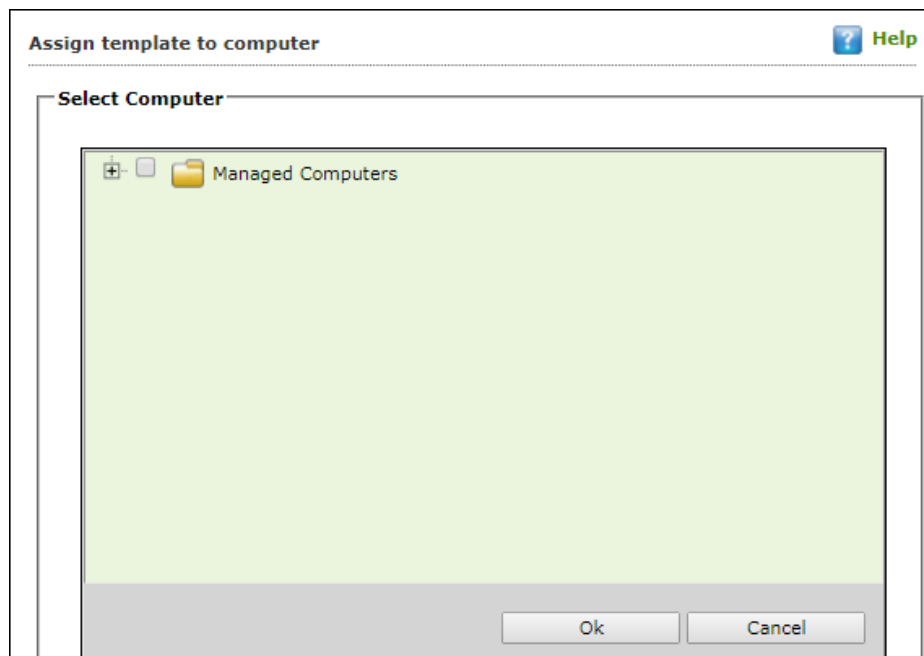 Assign template to computer
? Help
Select Computer
Managed Computers
Ok Cancel